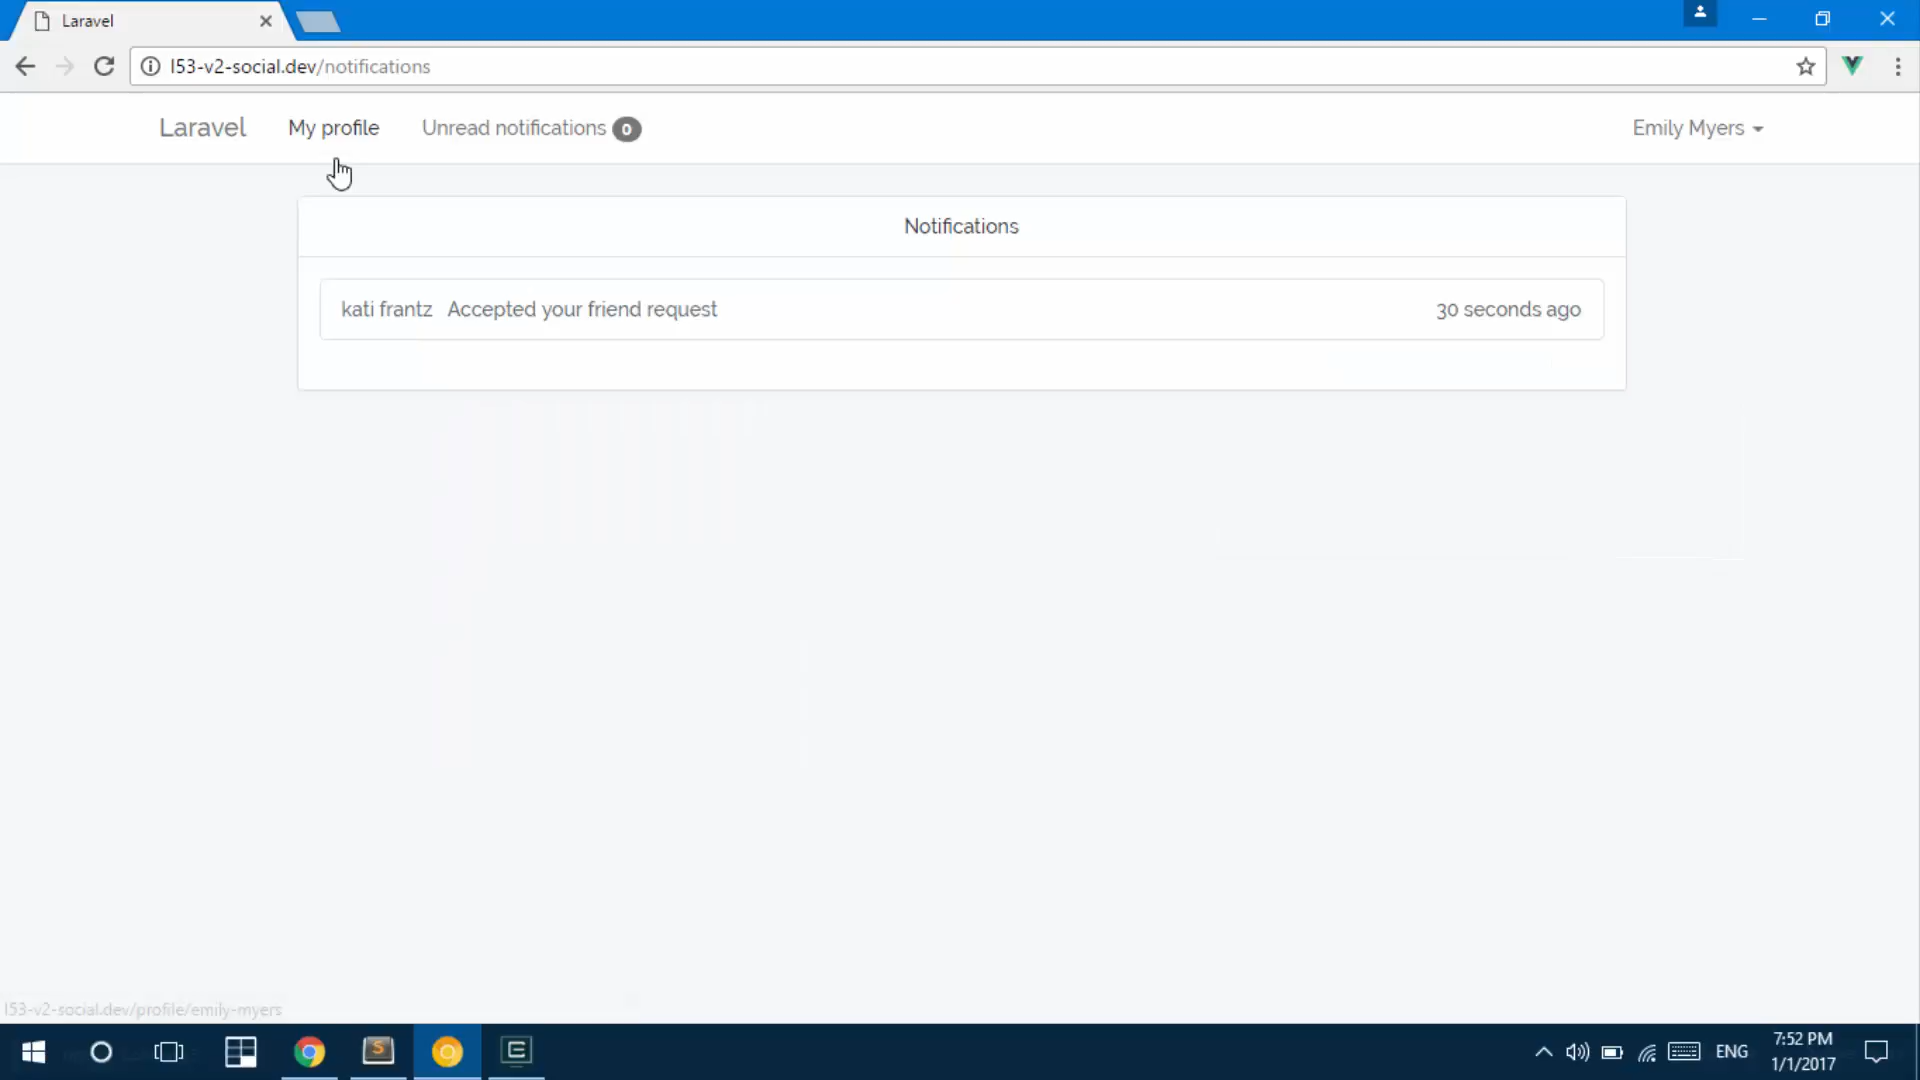 Laravel
l53-v2-social.dev/notifications
Laravel My profile Unread notifications 0 Emily Myers
Notifications
kati frantz Accepted your friend request 30 seconds ago
l53-v2-social.dev/profile/emily-myers
ENG 7:52 PM
1/1/2017